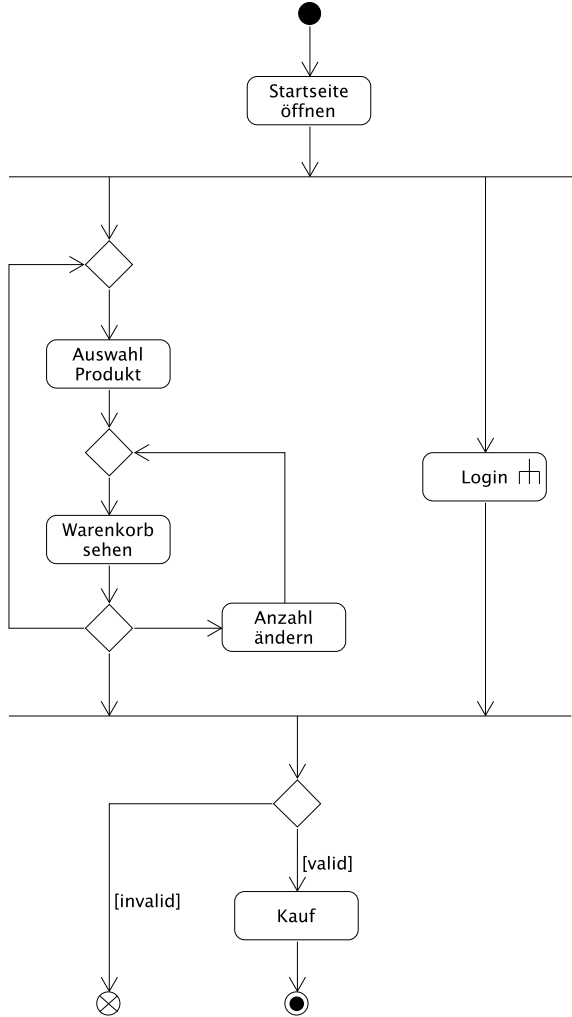 Startseite
öffnen
Auswahl
Produkt
Login
Warenkorb
sehen
Anzahl
ändern
[valid]
[invalid]
Kauf